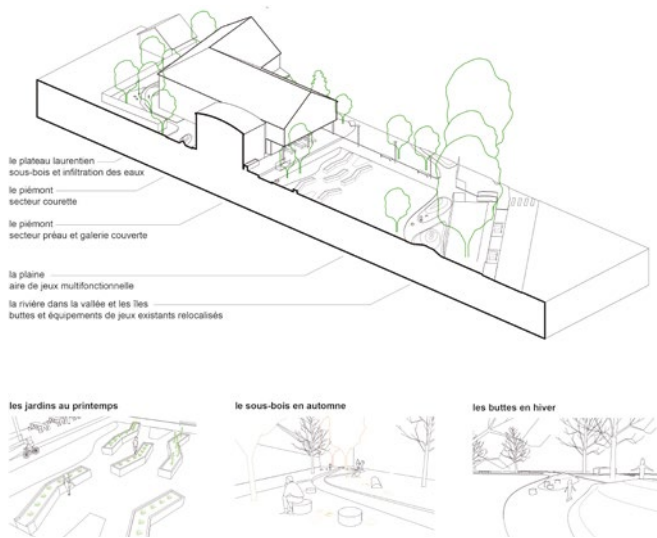 le plateau laurentien
sous-bois et infiltration des eaux
le piémont
secteur courette
le piémont
secteur préau et galerie couverte
la plaine
aire de jeux multifonctionnelle
la rivière dans la vallée et les îles
buttes et équipements de jeux existants relocalisés
les jardins au printemps
le sous-bois en automne
les buttes en hiver